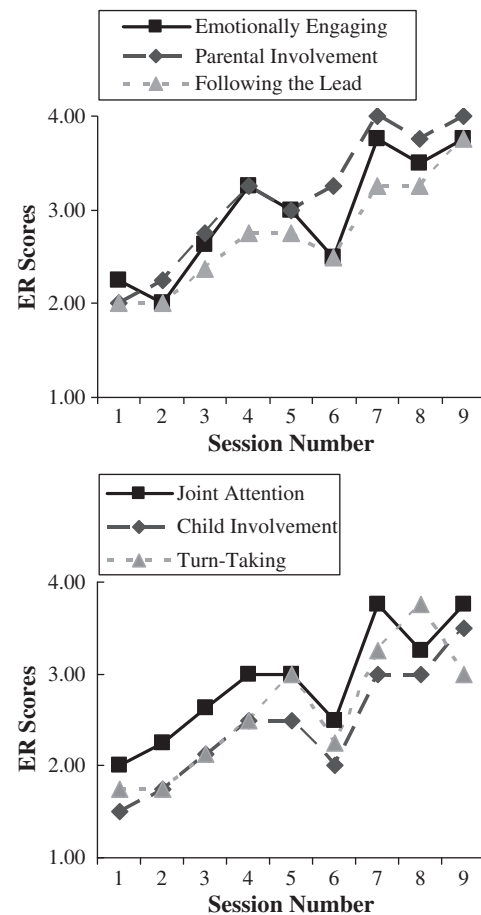 Emotionally Engaging
Parental Involvement
Following the Lead
4.00
3.00
2.00
1.00
ER Scores
1 2 3 4 5 6 7 8 9
Session Number
Joint Attention
Child Involvement
Turn-Taking
4.00
3.00
2.00
1.00
ER Scores
1 2 3 4 5 6 7 8 9
Session Number